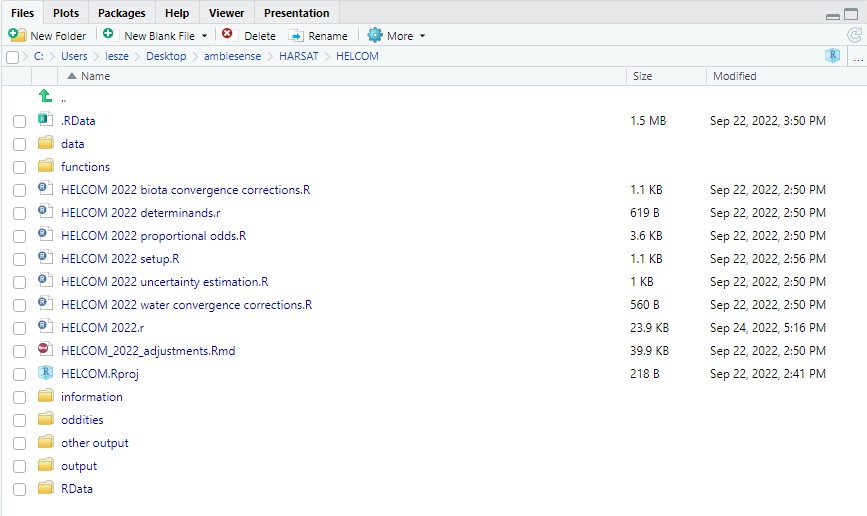 Files Plots Packages Help Viewer Presentation
New Folder New Blank File Delete Rename More
C: Users lesze Desktop ambiesense HARSAT HELCOM R ...
Name Size Modified
..
.RData 1.5 MB Sep 22, 2022, 3:50 PM
data
functions
HELCOM 2022 biota convergence corrections.R 1.1 KB Sep 22, 2022, 2:50 PM
HELCOM 2022 determinands.r 619 B Sep 22, 2022, 2:50 PM
HELCOM 2022 proportional odds.R 3.6 KB Sep 22, 2022, 2:50 PM
HELCOM 2022 setup.R 1.1 KB Sep 22, 2022, 2:56 PM
HELCOM 2022 uncertainty estimation.R 1 KB Sep 22, 2022, 2:50 PM
HELCOM 2022 water convergence corrections.R 560 B Sep 22, 2022, 2:50 PM
HELCOM 2022.r 23.9 KB Sep 24, 2022, 5:16 PM
HELCOM_2022_adjustments.Rmd 39.9 KB Sep 22, 2022, 2:50 PM
HELCOM.Rproj 218 B Sep 22, 2022, 2:41 PM
information
oddities
other output
output
RData